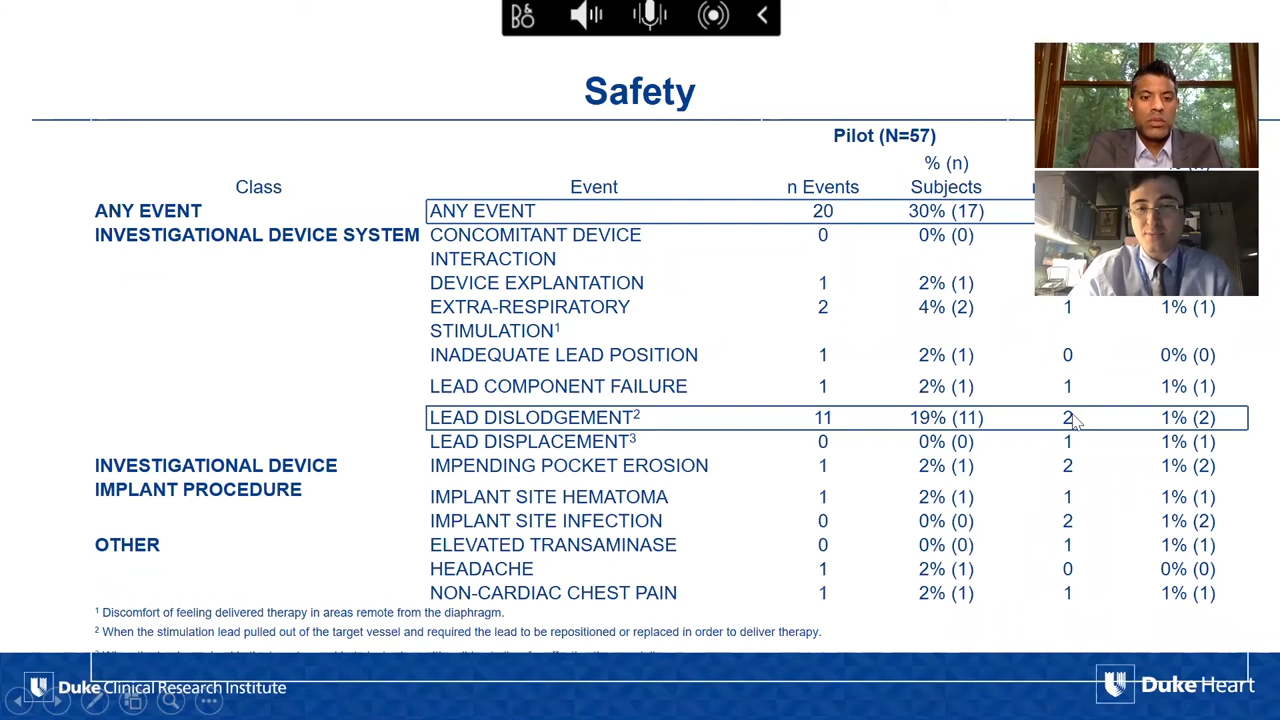 B&O
Safety
Pilot (N=57)
% (n)
Class Event n Events Subjects
ANY EVENT ANY EVENT 20 30% (17)
INVESTIGATIONAL DEVICE SYSTEM CONCOMITANT DEVICE 0 0% (0)
INTERACTION
DEVICE EXPLANTATION 1 2% (1)
EXTRA-RESPIRATORY 2 4% (2) 1 1% (1)
STIMULATION¹
INADEQUATE LEAD POSITION 1 2% (1) 0 0% (0)
LEAD COMPONENT FAILURE 1 2% (1) 1 1% (1)
LEAD DISLODGEMENT² 11 19% (11) 2 1% (2)
LEAD DISPLACEMENT³ 0 0% (0) 1 1% (1)
INVESTIGATIONAL DEVICE IMPENDING POCKET EROSION 1 2% (1) 2 1% (2)
IMPLANT PROCEDURE
IMPLANT SITE HEMATOMA 1 2% (1) 1 1% (1)
IMPLANT SITE INFECTION 0 0% (0) 2 1% (2)
OTHER ELEVATED TRANSAMINASE 0 0% (0) 1 1% (1)
HEADACHE 1 2% (1) 0 0% (0)
NON-CARDIAC CHEST PAIN 1 2% (1) 1 1% (1)
¹ Discomfort of feeling delivered therapy in areas remote from the diaphragm.
² When the stimulation lead pulled out of the target vessel and required the lead to be repositioned or replaced in order to deliver therapy.
Duke Clinical Research Institute
DukeHeart